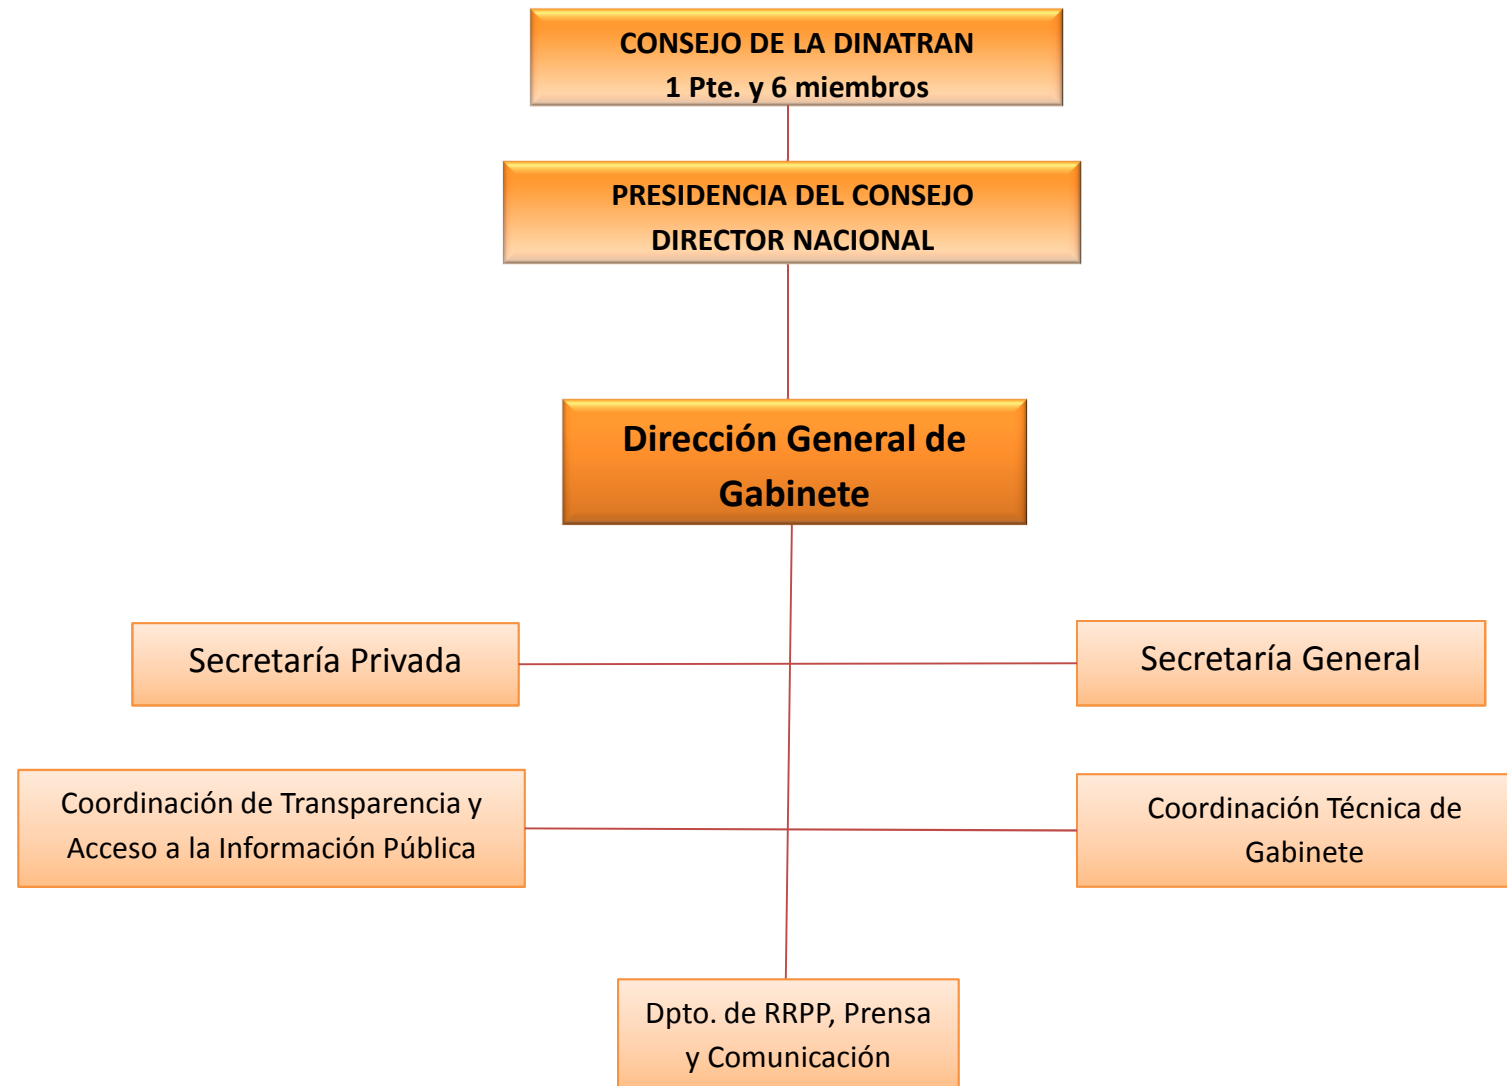 CONSEJO DE LA DINATRAN
1 Pte. y 6 miembros
PRESIDENCIA DEL CONSEJO
DIRECTOR NACIONAL
Dirección General de
Gabinete
Secretaría Privada
Secretaría General
Coordinación de Transparencia y
Acceso a la Información Pública
Coordinación Técnica de
Gabinete
Dpto. de RRPP, Prensa
y Comunicación